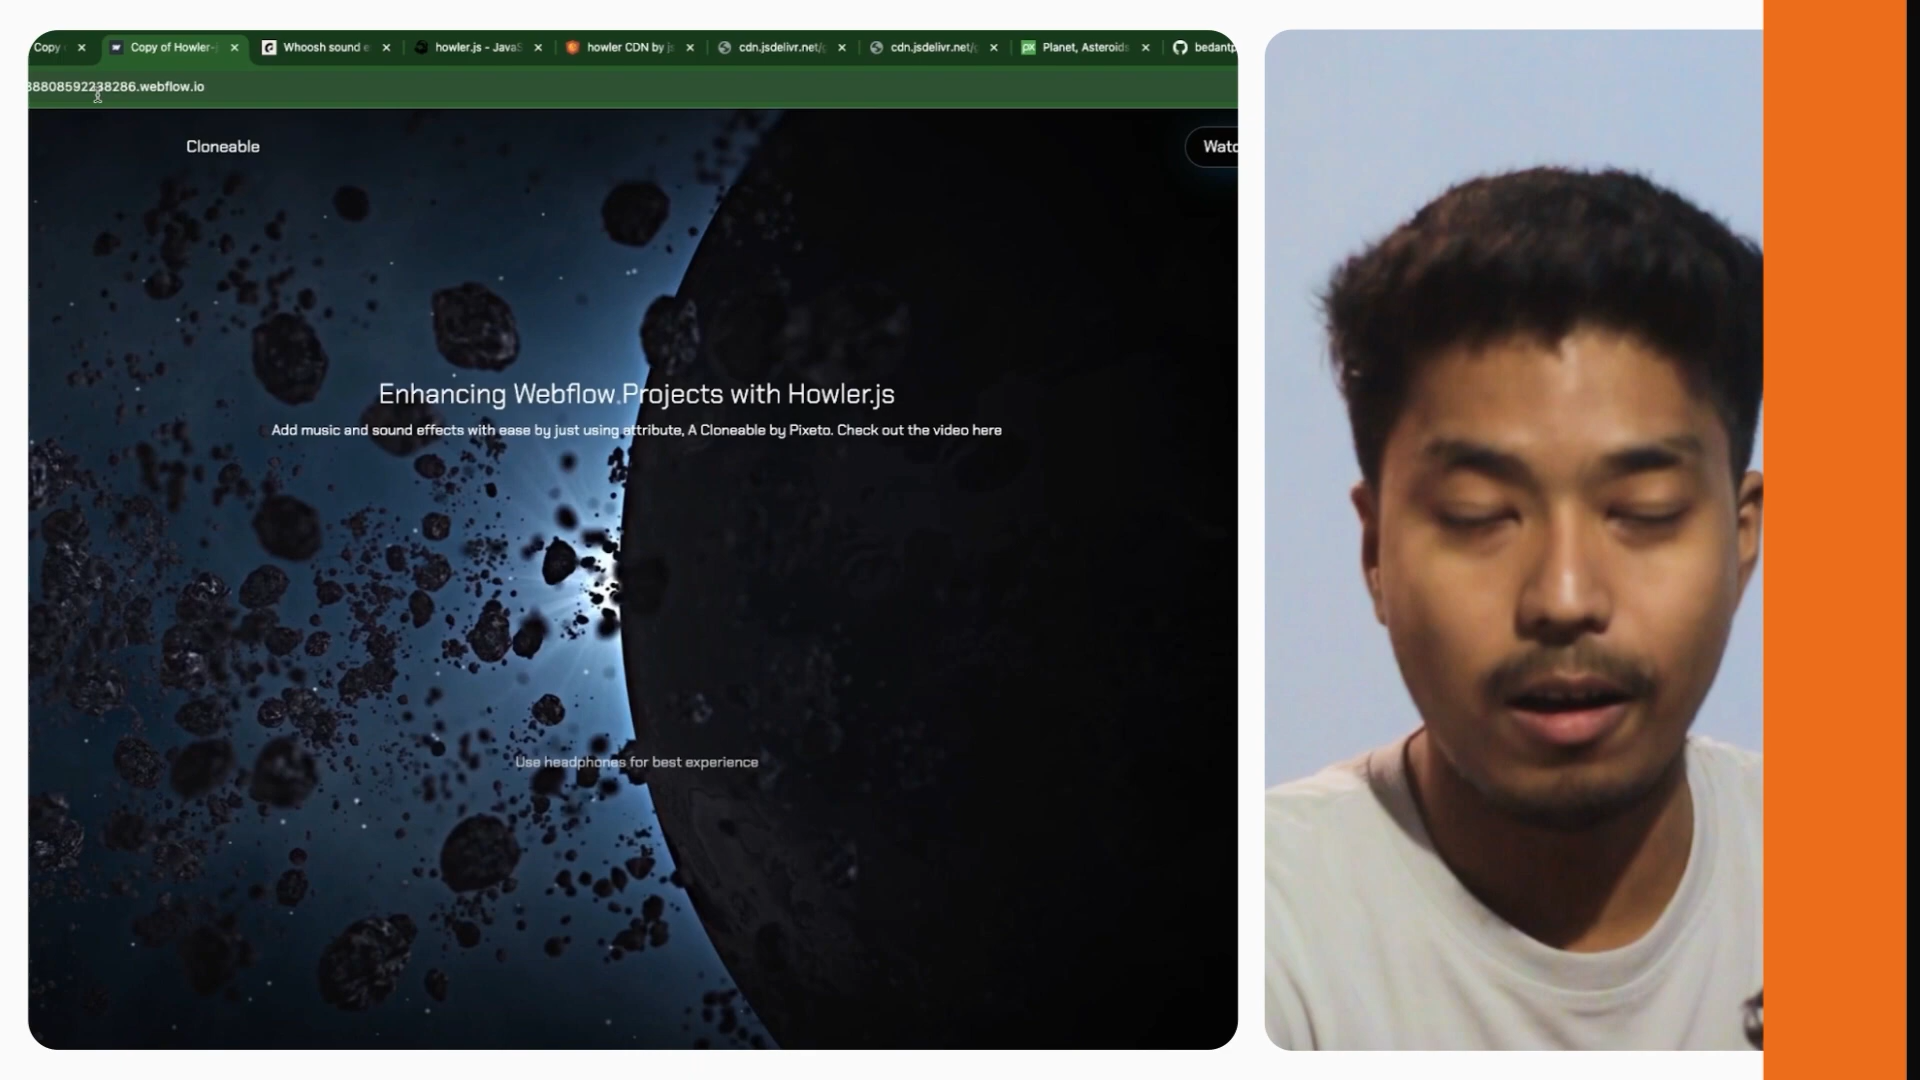 Copy
Copy of Howler-
Whoosh sound e
howler.js - JavaS
howler CDN by js
cdn.jsdelivr.net/
cdn.jsdelivr.net/
Planet, Asteroids
bedantp
38808592238286.webflow.io
Cloneable
Watc
Enhancing Webflow Projects with Howler.js
Add music and sound effects with ease by just using attribute, A Cloneable by Pixeto. Check out the video here
Use headphones for best experience